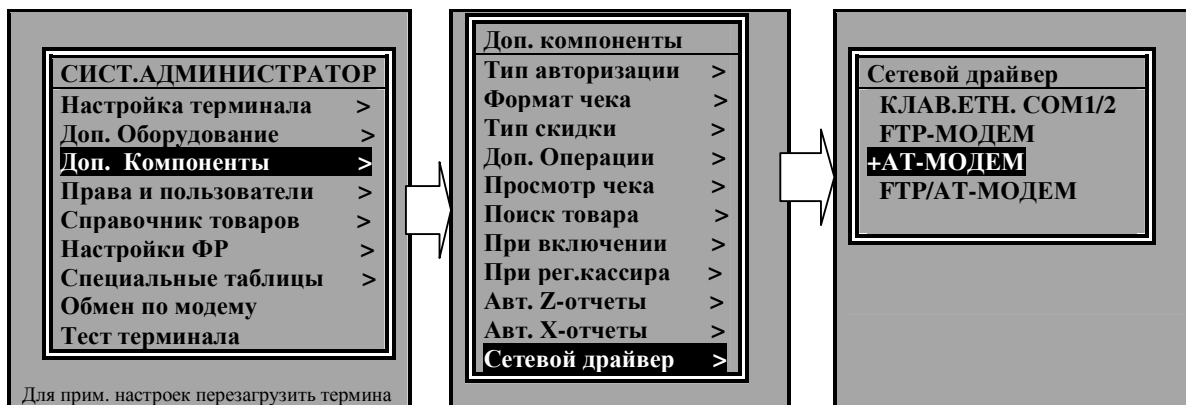 СИСТ.АДМИНИСТРАТОР
Настройка терминала >
Доп. Оборудование >
Доп. Компоненты >
Права и пользователи >
Справочник товаров >
Настройки ФР >
Специальные таблицы >
Обмен по модему
Тест терминала
Для прим. настроек перезагрузить термина
Доп. компоненты
Тип авторизации >
Формат чека >
Тип скидки >
Доп. Операции >
Просмотр чека >
Поиск товара >
При включении >
При рег.кассира >
Авт. Z-отчеты >
Авт. X-отчеты >
Сетевой драйвер >
Сетевой драйвер
КЛАВ.ETH. COM1/2
FTP-МОДЕМ
+АТ-МОДЕМ
FTP/АТ-МОДЕМ